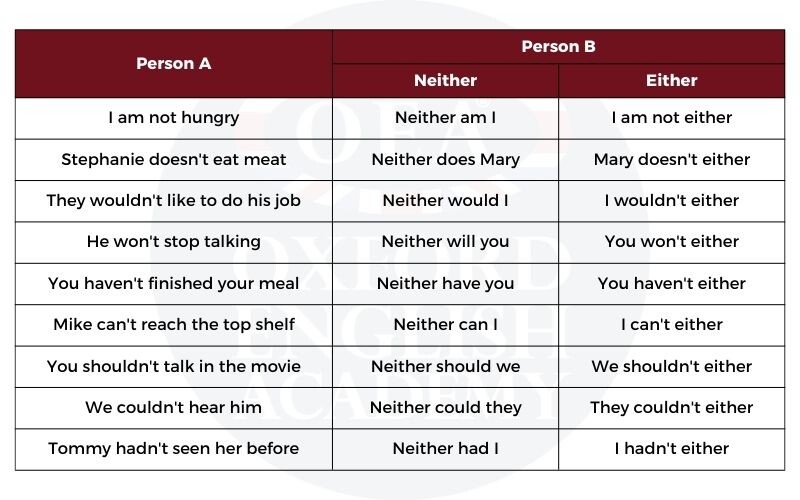 Person A
Person B
Neither
Either
I am not hungry
Neither am I
I am not either
Stephanie doesn't eat meat
Neither does Mary
Mary doesn't either
They wouldn't like to do his job
Neither would I
I wouldn't either
He won't stop talking
Neither will you
You won't either
You haven't finished your meal
Neither have you
You haven't either
Mike can't reach the top shelf
Neither can I
I can't either
You shouldn't talk in the movie
Neither should we
We shouldn't either
We couldn't hear him
Neither could they
They couldn't either
Tommy hadn't seen her before
Neither had I
I hadn't either
OEA
®
OXFORD
ENGLISH
ACADEMY